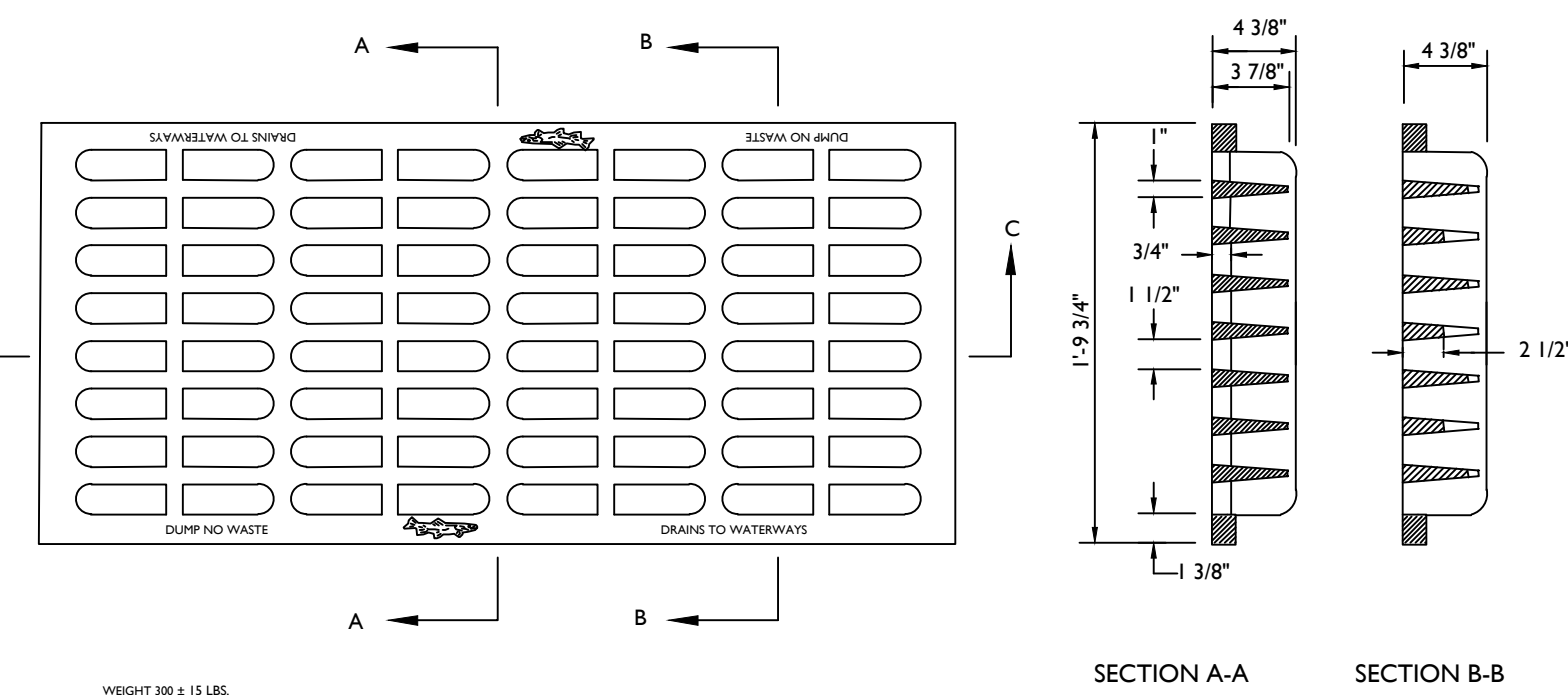 A
B
4 3/8"
3 7/8"
4 3/8"
DRAINS TO WATERWAYS
DUMP NO WASTE
1"
C
3/4"
1 1/2"
1'-9 3/4"
2 1/2"
DUMP NO WASTE
DRAINS TO WATERWAYS
1 3/8"
A
B
SECTION A-A
SECTION B-B
WEIGHT 300 ± 15 LBS.